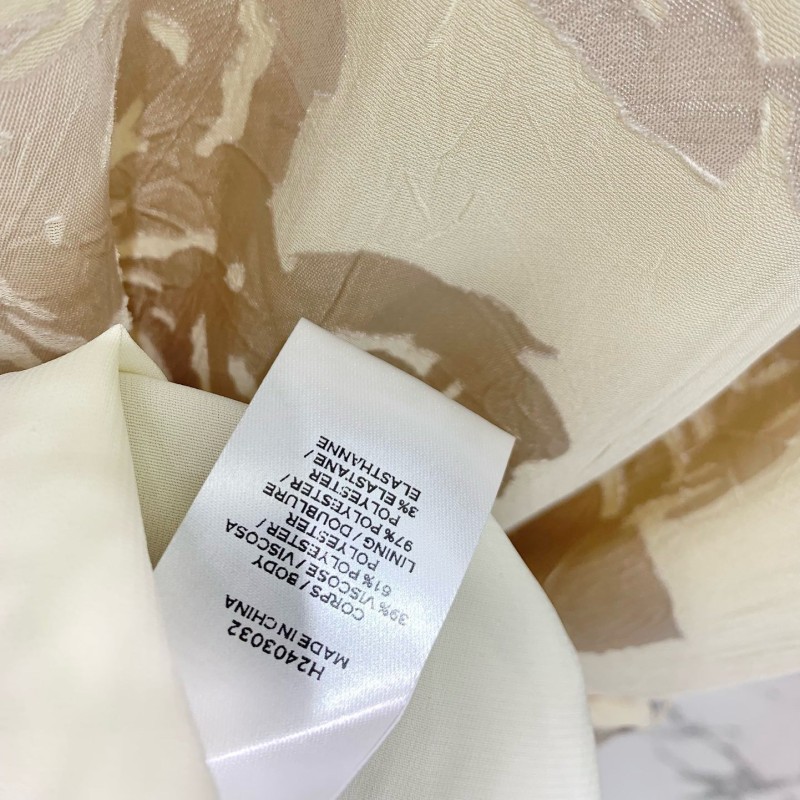 H2403032
MADE IN CHINA
CORPS / BODY
39% VISCOSE / VISCOSA
61% POLYESTER /
POLYESTER
LINING / DOUBLURE
97% POLYESTER /
POLYESTER
3% ELASTANE /
ELASTHANNE